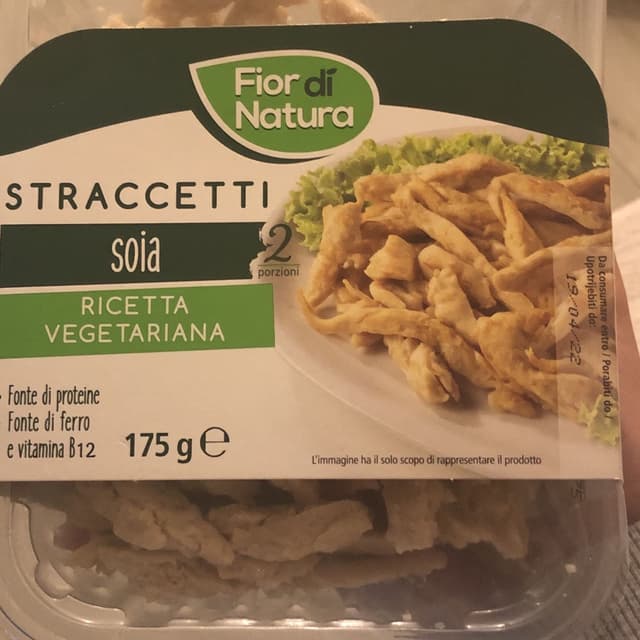 Fior di
Natura
STRACCETTI
soia
2
porzioni
RICETTA
VEGETARIANA
Fonte di proteine
Fonte di ferro
e vitamina B12
175 g e
L'immagine ha il solo scopo di rappresentare il prodotto
Da consumare entro / Porabiti do /
Upotrijebiti do:
19/04/22